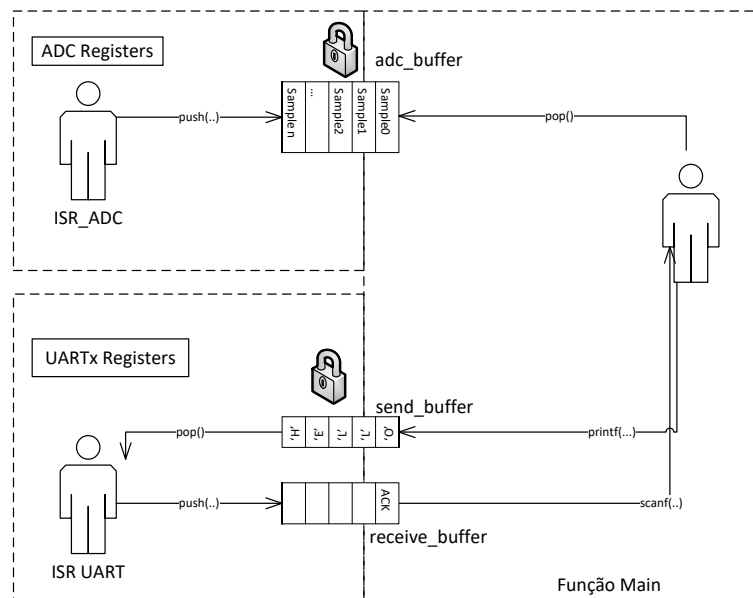 ADC Registers
adc_buffer
Sample n
...
Sample2
Sample1
Sample0
push(..)
pop()
ISR_ADC
UARTx Registers
send_buffer
pop()
'H'
'E'
'L'
'L'
'O'
printf(...)
push(..)
ACK
scanf(..)
receive_buffer
ISR UART
Função Main